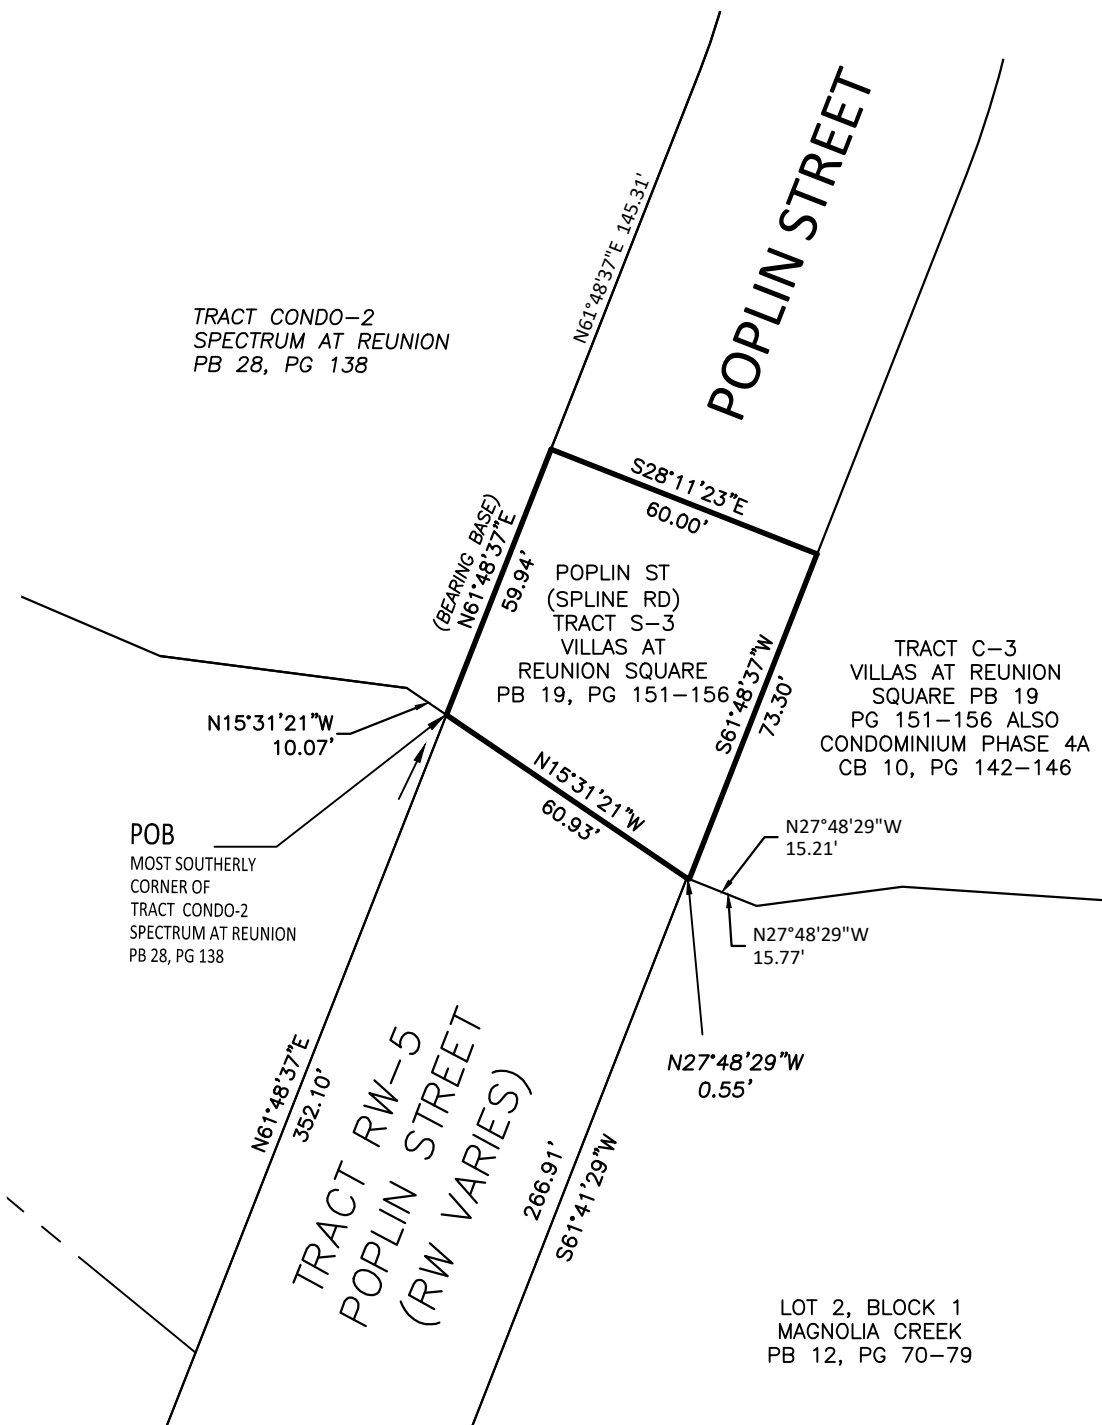 POPLIN STREET
N61°48'37"E 145.31'
TRACT CONDO-2
SPECTRUM AT REUNION
PB 28, PG 138
S28°11'23"E
60.00'
(BEARING BASE)
N61°48'37"E
59.94'
POPLIN ST
(SPLINE RD)
TRACT S-3
VILLAS AT
REUNION SQUARE
PB 19, PG 151-156
S61°48'37"W
73.30'
TRACT C-3
VILLAS AT REUNION
SQUARE PB 19
PG 151-156 ALSO
CONDOMINIUM PHASE 4A
CB 10, PG 142-146
N15°31'21"W
10.07'
N15°31'21"W
60.93'
POB
MOST SOUTHERLY
CORNER OF
TRACT CONDO-2
SPECTRUM AT REUNION
PB 28, PG 138
N27°48'29"W
15.21'
N27°48'29"W
15.77'
N27°48'29"W
0.55'
N61°48'37"E
352.10'
TRACT RW-5
POPLIN STREET
(RW VARIES)
266.91'
S61°41'29"W
LOT 2, BLOCK 1
MAGNOLIA CREEK
PB 12, PG 70-79